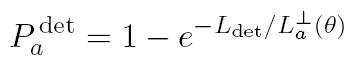 P_a^{det} = 1 - e^{-L_{det}/L_a^{\perp}(\theta)}